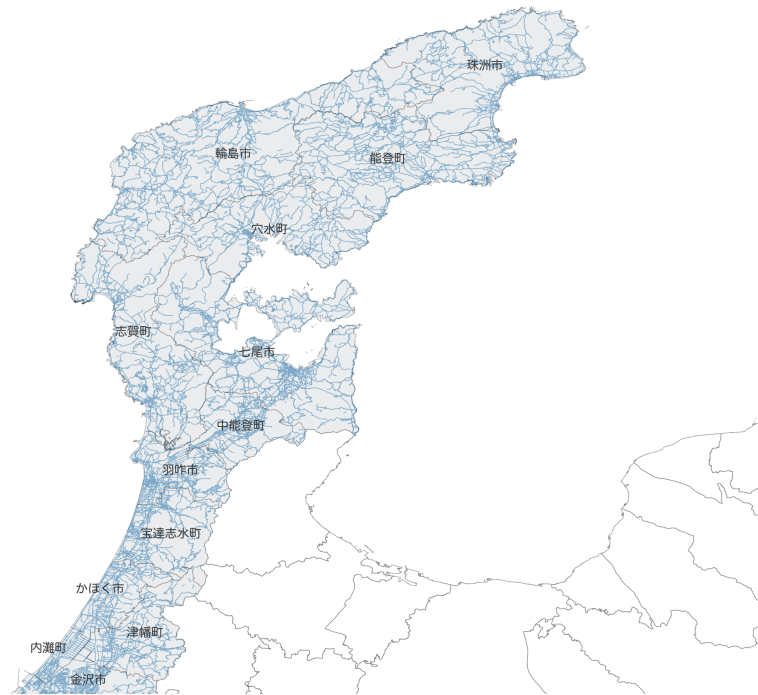 珠洲市
輪島市
能登町
穴水町
志賀町
七尾市
中能登町
羽咋市
宝達志水町
かほく市
津幡町
内灘町
金沢市